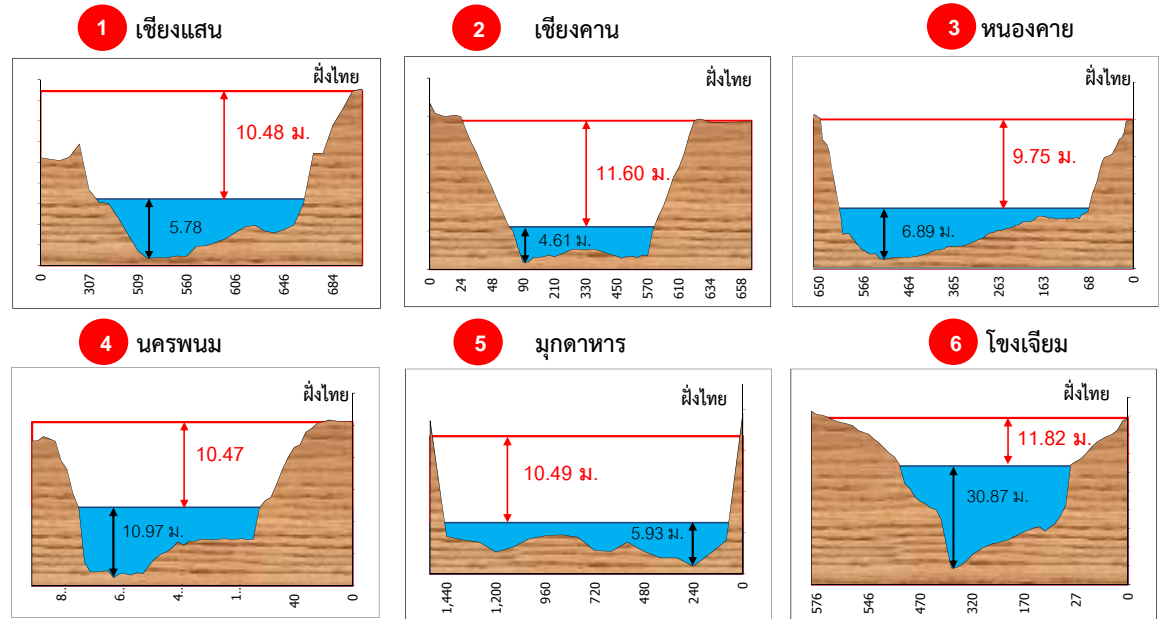 1 เชียงแสน
ฝั่งไทย
10.48 ม.
5.78
0 307 509 560 606 646 684
2 เชียงคาน
ฝั่งไทย
11.60 ม.
4.61 ม.
0 24 48 90 210 330 450 570 610 634 658
3 หนองคาย
ฝั่งไทย
9.75 ม.
6.89 ม.
650 566 464 365 263 163 68 0
4 นครพนม
ฝั่งไทย
10.47
10.97 ม.
8... 6... 4... 1... 40 0
5 มุกดาหาร
ฝั่งไทย
10.49 ม.
5.93 ม.
1,440 1,200 960 720 480 240 0
6 โขงเจียม
ฝั่งไทย
11.82 ม.
30.87 ม.
576 546 470 320 170 27 0